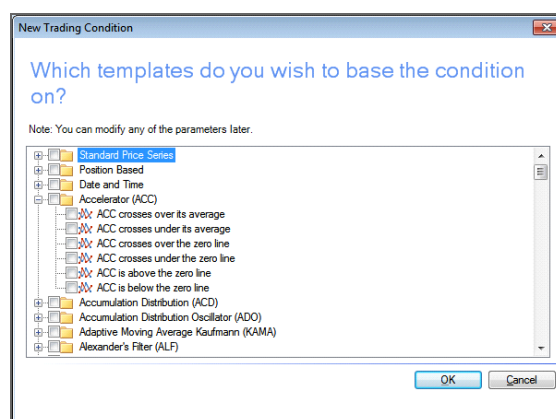 New Trading Condition
Which templates do you wish to base the condition
on?
Note: You can modify any of the parameters later.
Standard Price Series
Position Based
Date and Time
Accelerator (ACC)
ACC crosses over its average
ACC crosses under its average
ACC crosses over the zero line
ACC crosses under the zero line
ACC is above the zero line
ACC is below the zero line
Accumulation Distribution (ACD)
Accumulation Distribution Oscillator (ADO)
Adaptive Moving Average Kaufmann (KAMA)
Alexander's Filter (ALF)
OK Cancel